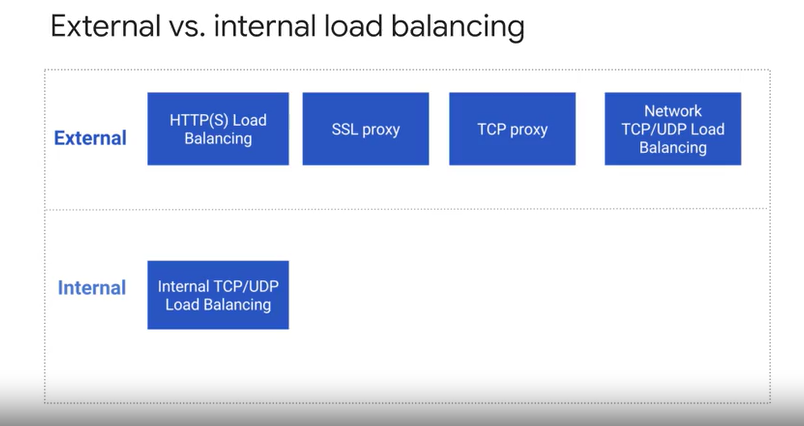 External vs. internal load balancing
External
HTTP(S) Load
Balancing
SSL proxy
TCP proxy
Network
TCP/UDP Load
Balancing
Internal
Internal TCP/UDP
Load Balancing